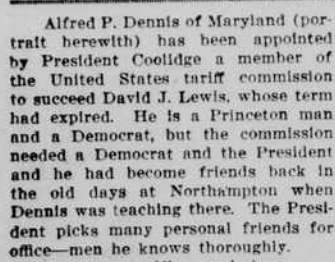 Alfred P. Dennis of Maryland (por-
trait herewith) has been appointed
by President Coolidge a member of
the United States tariff commission
to succeed David J. Lewis, whose term
had expired. He is a Princeton man
and a Democrat, but the commission
needed a Democrat and the President
and he had become friends back in
the old days at Northampton when
Dennis was teaching there. The Presi-
dent picks many personal friends for
office—men he knows thoroughly.